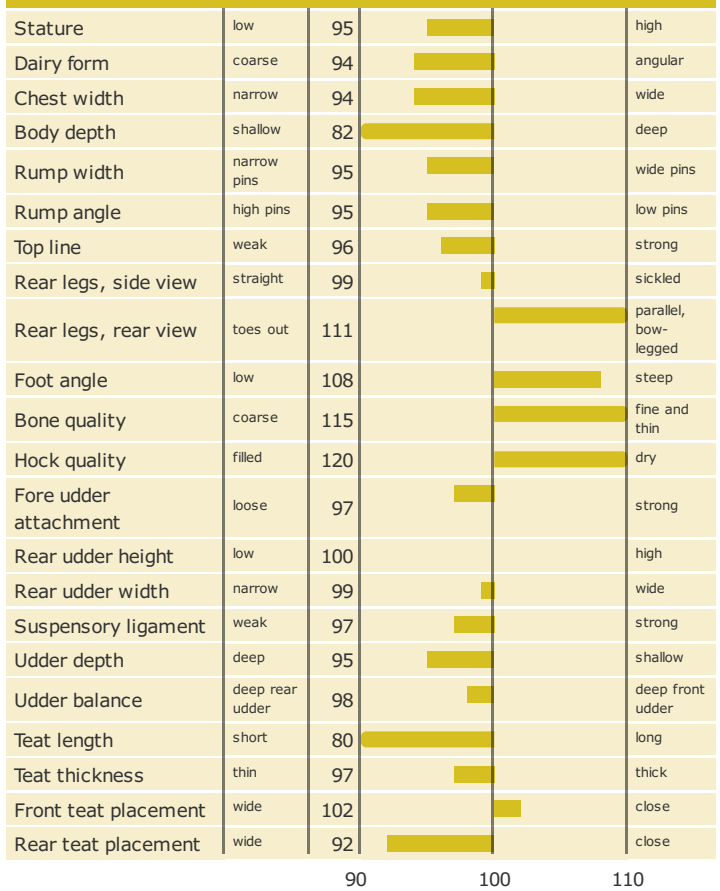 Stature low 95 high
Dairy form coarse 94 angular
Chest width narrow 94 wide
Body depth shallow 82 deep
Rump width narrow pins 95 wide pins
Rump angle high pins 95 low pins
Top line weak 96 strong
Rear legs, side view straight 99 sickled
Rear legs, rear view toes out 111 parallel, bow-legged
Foot angle low 108 steep
Bone quality coarse 115 fine and thin
Hock quality filled 120 dry
Fore udder attachment loose 97 strong
Rear udder height low 100 high
Rear udder width narrow 99 wide
Suspensory ligament weak 97 strong
Udder depth deep 95 shallow
Udder balance deep rear udder 98 deep front udder
Teat length short 80 long
Teat thickness thin 97 thick
Front teat placement wide 102 close
Rear teat placement wide 92 close
90 100 110